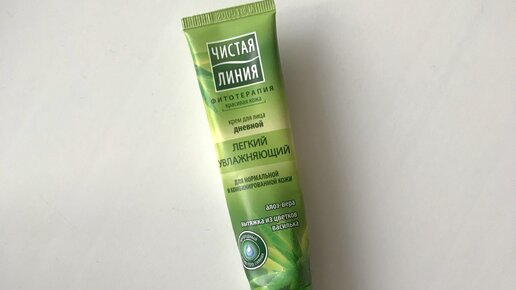 ЧИСТАЯ
ЛИНИЯ
ФИТОТЕРАПИЯ
красивая кожа
крем для лица
дневной
ЛЕГКИЙ
УВЛАЖНЯЮЩИЙ
ДЛЯ НОРМАЛЬНОЙ
И КОМБИНИРОВАННОЙ КОЖИ
алоэ-вера
вытяжка из цветков
василька